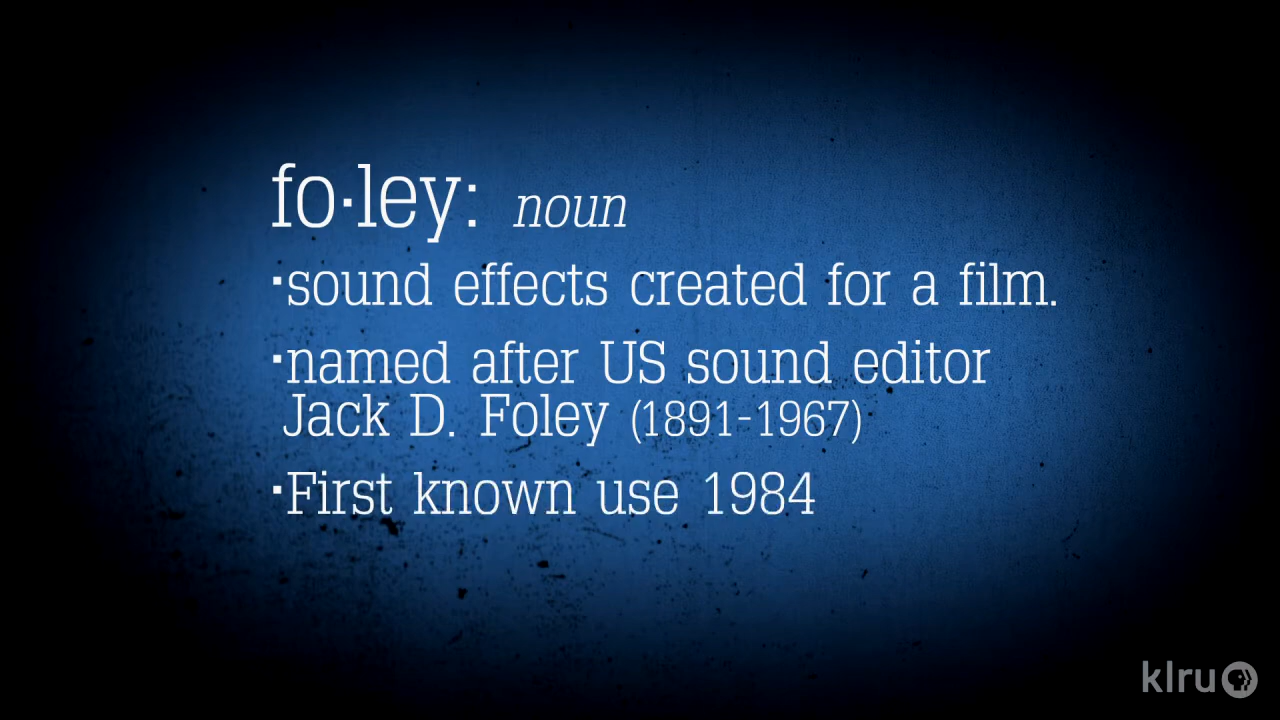 fo·ley: noun
·sound effects created for a film.
·named after US sound editor
Jack D. Foley (1891-1967)
·First known use 1984
klru